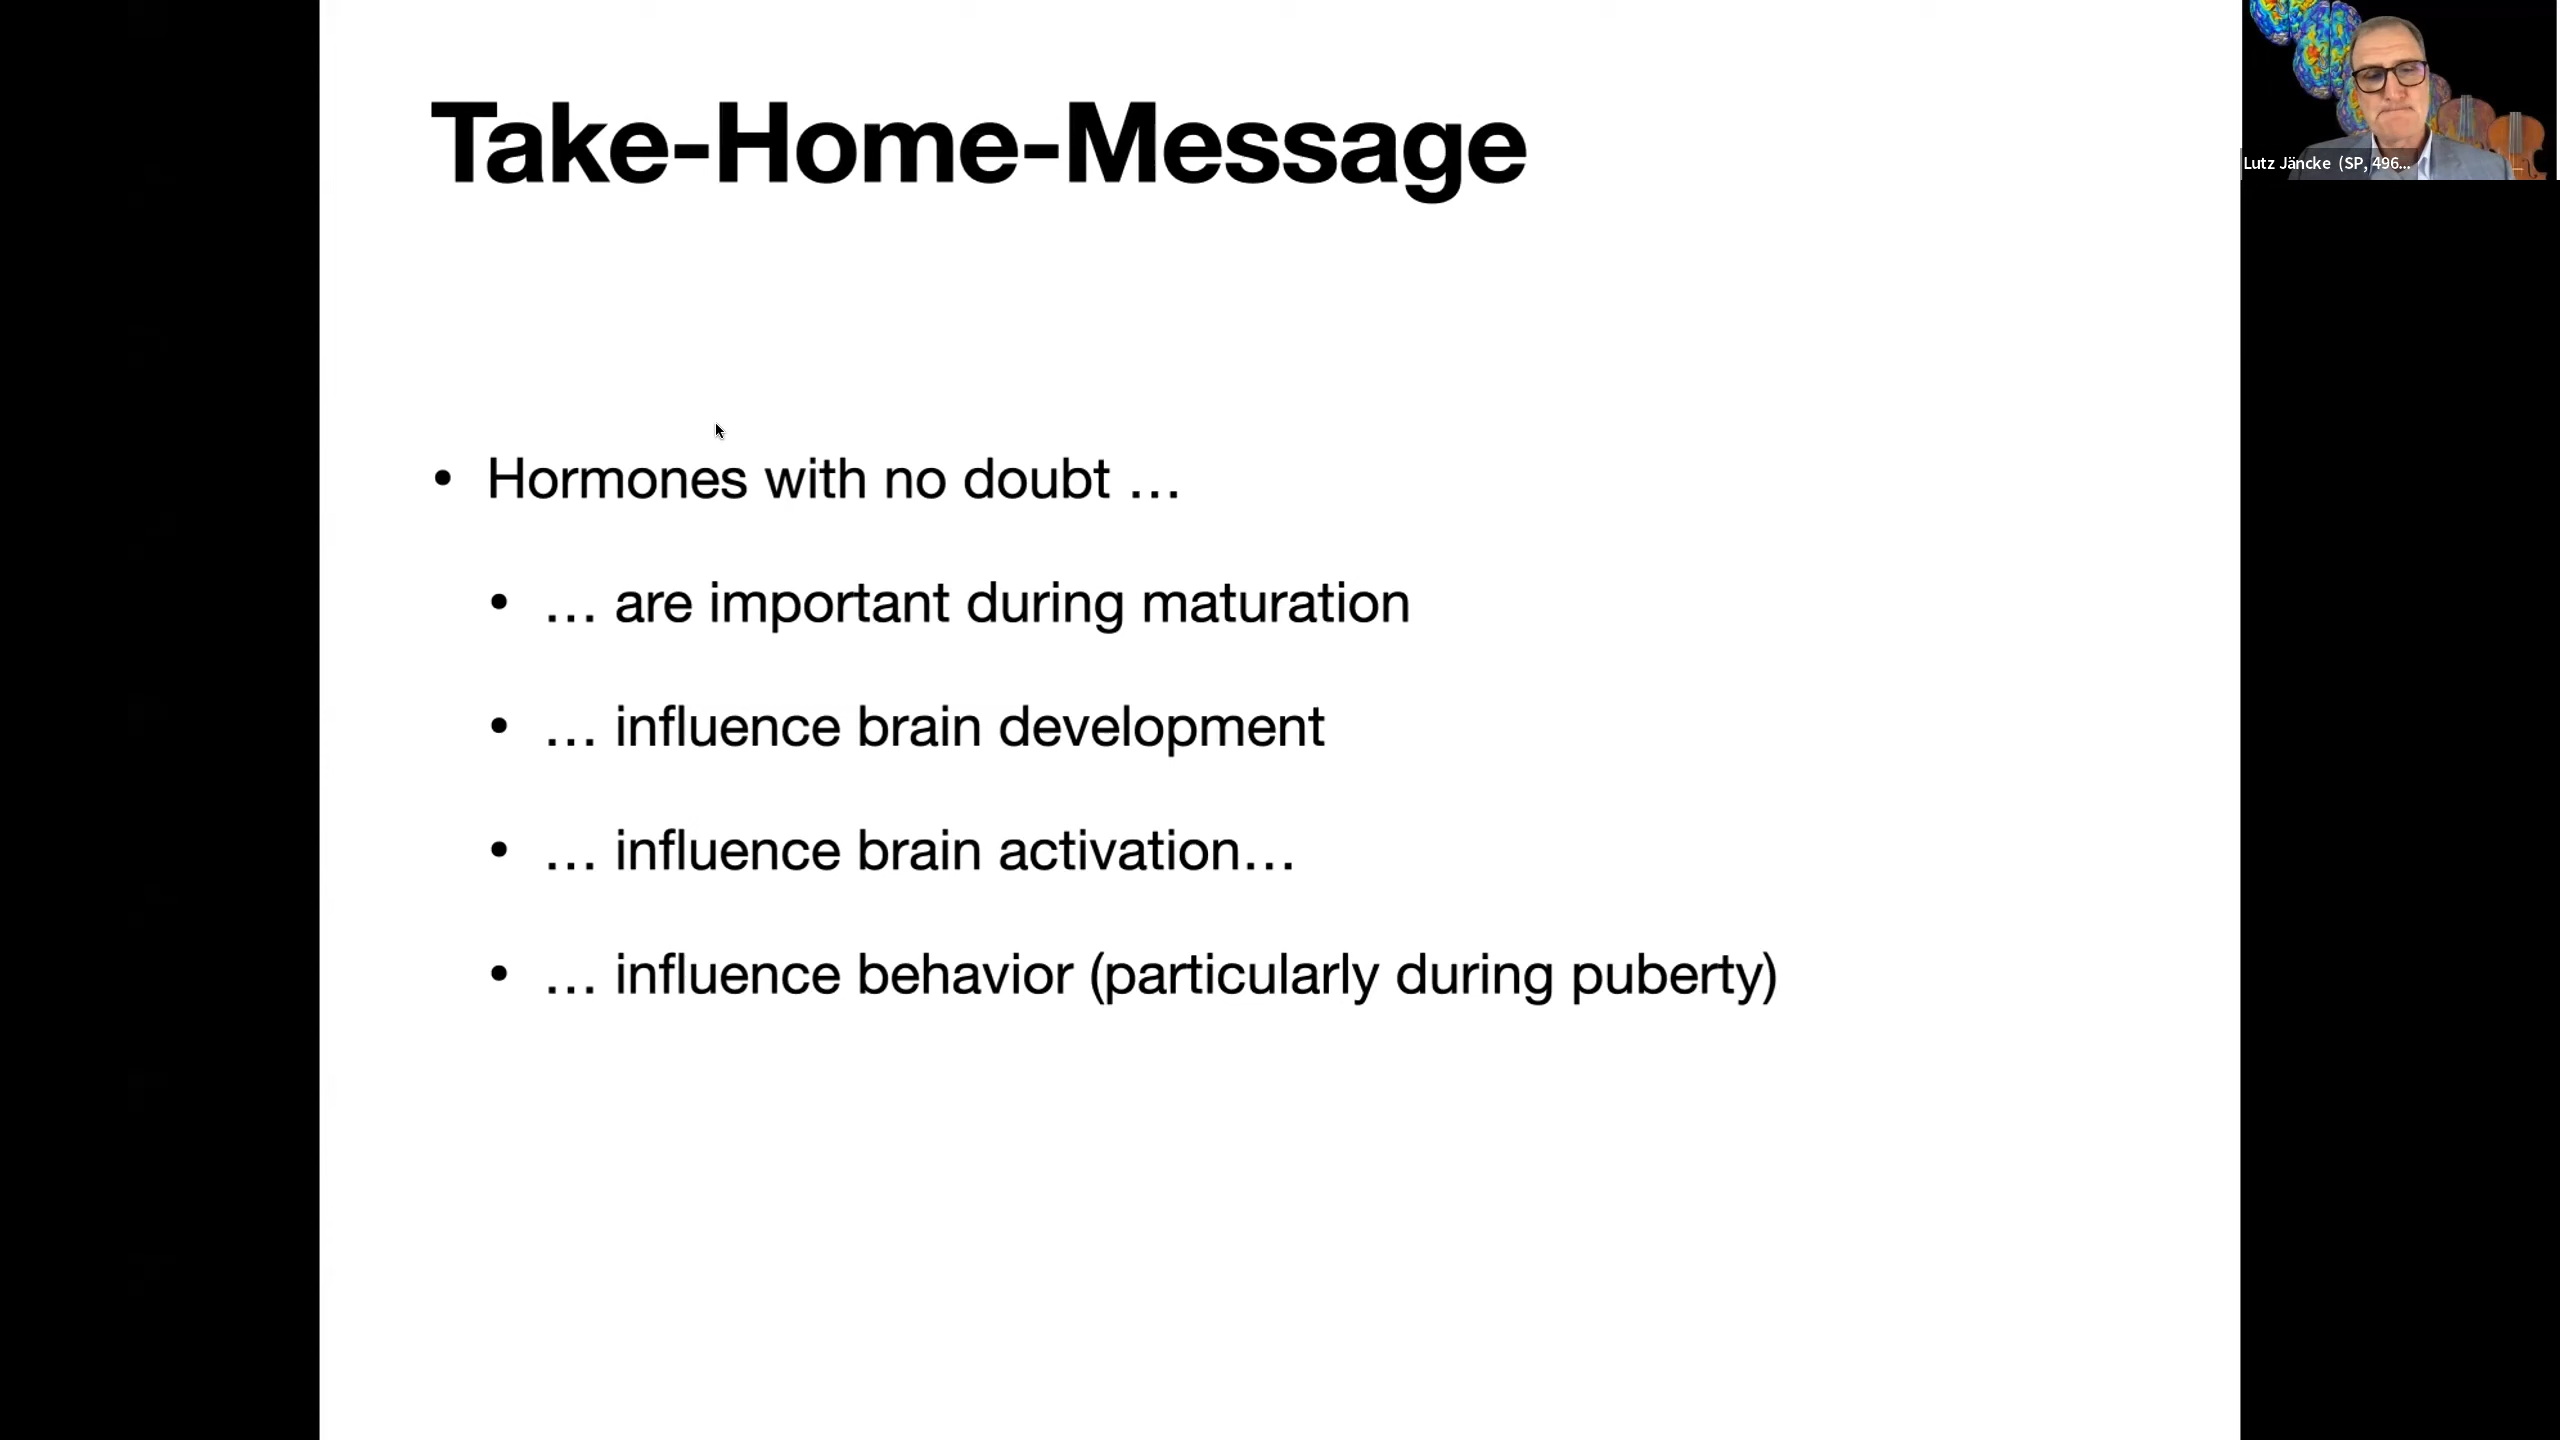 Take-Home-Message
• Hormones with no doubt …
• … are important during maturation
• … influence brain development
• … influence brain activation…
• … influence behavior (particularly during puberty)
Lutz Jäncke (SP, 496...